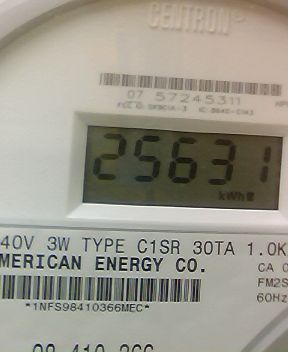 CENTRON
07 57245311
25631
kWh
40V 3W TYPE C1SR 30TA 1.0K
MERICAN ENERGY CO.
CA 0
FM2S
60Hz
*1NFS98410366MEC*